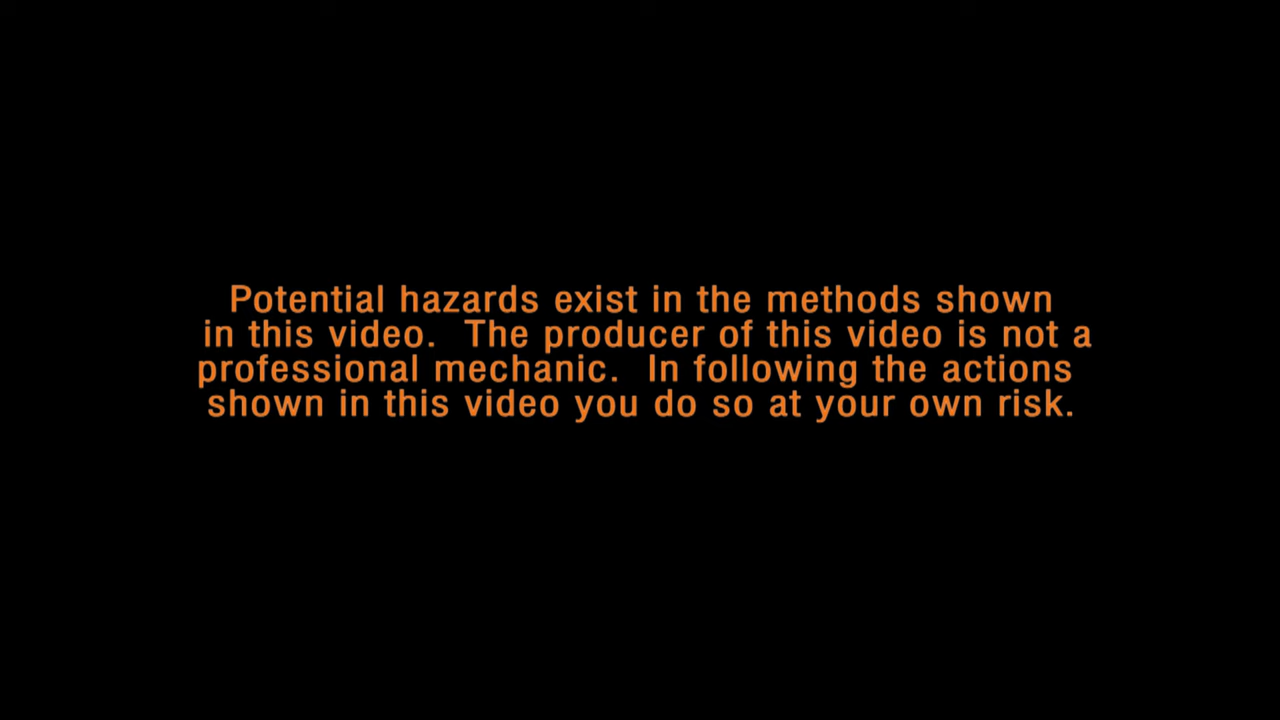 Potential hazards exist in the methods shown
in this video.  The producer of this video is not a
professional mechanic.  In following the actions
shown in this video you do so at your own risk.